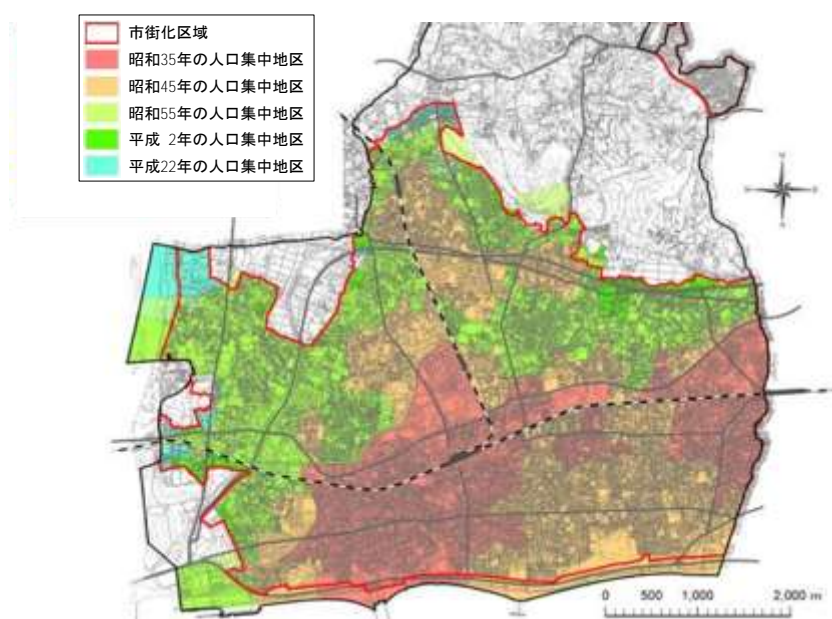 市街化区域
昭和35年の人口集中地区
昭和45年の人口集中地区
昭和55年の人口集中地区
平成 2年の人口集中地区
平成22年の人口集中地区
0 500 1,000 2,000 m